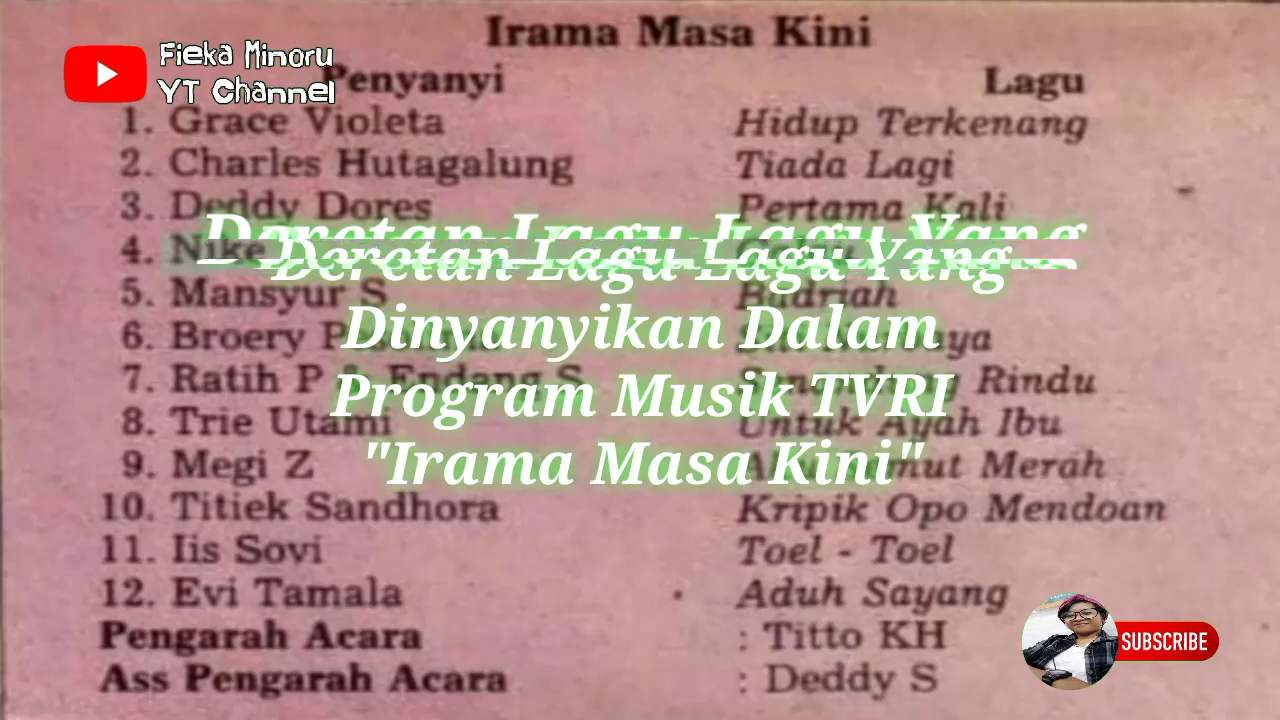 Irama Masa Kini
Fieka Minoru
YT Channel
Penyanyi Lagu
1. Grace Violeta Hidup Terkenang
2. Charles Hutagalung Tiada Lagi
3. Deddy Dores Pertama Kali
4.
Deretan Lagu-Lagu Yang
5. Mansyur S
Dinyanyikan Dalam
6. Broery
7. Ratih P & Endang S Rindu
Program Musik TVRI
8. Trie Utami Untuk Ayah Ibu
9. Megi Z Merah
"Irama Masa Kini"
10. Titiek Sandhora Kripik Opo Mendoan
11. Iis Sovi Toel - Toel
12. Evi Tamala Aduh Sayang
Pengarah Acara : Titto KH
Ass Pengarah Acara : Deddy S
SUBSCRIBE